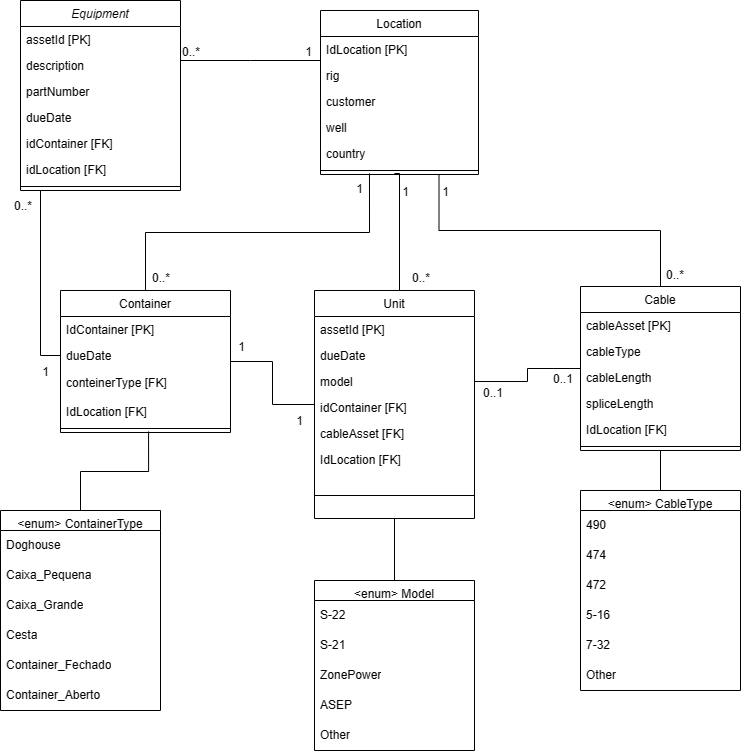 Equipment
assetId [PK]
description
partNumber
dueDate
idContainer [FK]
idLocation [FK]
0..*
1
Location
IdLocation [PK]
rig
customer
well
country
0..*
1
1
1
0..*
0..*
0..*
Container
IdContainer [PK]
dueDate
conteinerType [FK]
IdLocation [FK]
1
1
1
Unit
assetId [PK]
dueDate
model
idContainer [FK]
cableAsset [FK]
IdLocation [FK]
0..1
0..1
Cable
cableAsset [PK]
cableType
cableLength
spliceLength
IdLocation [FK]
<enum> ContainerType
Doghouse
Caixa_Pequena
Caixa_Grande
Cesta
Container_Fechado
Container_Aberto
<enum> Model
S-22
S-21
ZonePower
ASEP
Other
<enum> CableType
490
474
472
5-16
7-32
Other